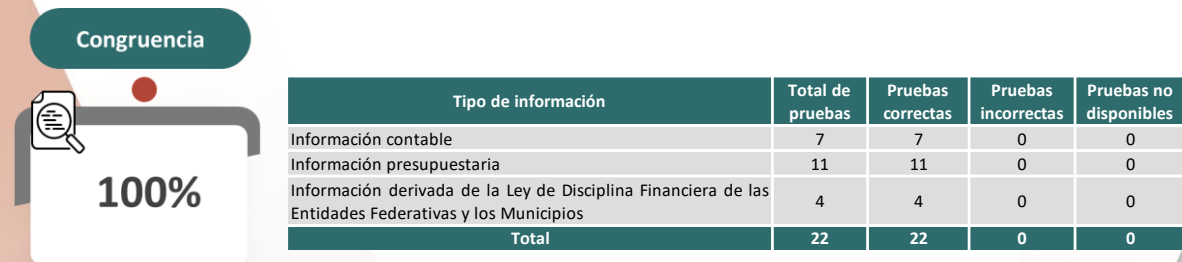 Congruencia
100%
Tipo de información Total de pruebas Pruebas correctas Pruebas incorrectas Pruebas no disponibles
Información contable 7 7 0 0
Información presupuestaria 11 11 0 0
Información derivada de la Ley de Disciplina Financiera de las
Entidades Federativas y los Municipios 4 4 0 0
Total 22 22 0 0